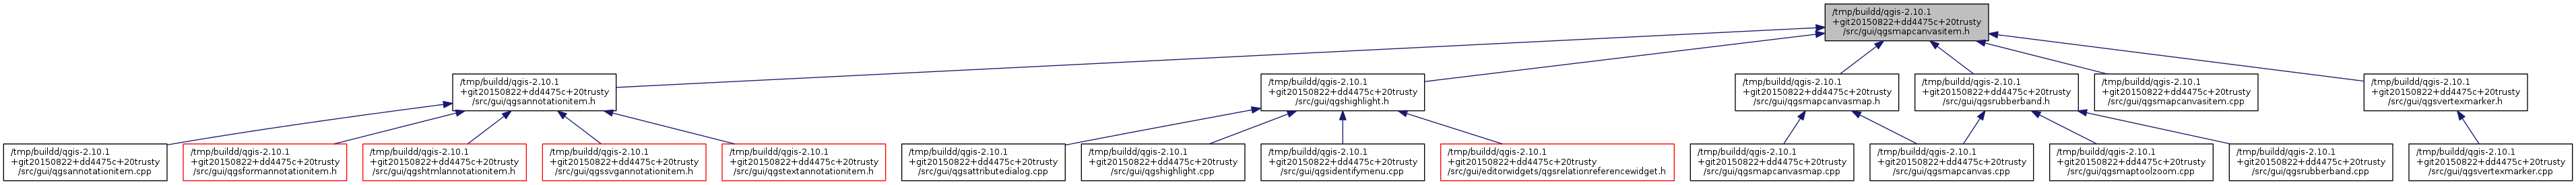 /tmp/buildd/qgis-2.10.1
+git20150822+dd4475c+20trusty
/src/gui/qgsmapcanvasitem.h
/tmp/buildd/qgis-2.10.1
+git20150822+dd4475c+20trusty
/src/gui/qgsannotationitem.h
/tmp/buildd/qgis-2.10.1
+git20150822+dd4475c+20trusty
/src/gui/qgshighlight.h
/tmp/buildd/qgis-2.10.1
+git20150822+dd4475c+20trusty
/src/gui/qgsmapcanvasmap.h
/tmp/buildd/qgis-2.10.1
+git20150822+dd4475c+20trusty
/src/gui/qgsrubberband.h
/tmp/buildd/qgis-2.10.1
+git20150822+dd4475c+20trusty
/src/gui/qgsmapcanvasitem.cpp
/tmp/buildd/qgis-2.10.1
+git20150822+dd4475c+20trusty
/src/gui/qgsvertexmarker.h
/tmp/buildd/qgis-2.10.1
+git20150822+dd4475c+20trusty
/src/gui/qgsannotationitem.cpp
/tmp/buildd/qgis-2.10.1
+git20150822+dd4475c+20trusty
/src/gui/qgsformannotationitem.h
/tmp/buildd/qgis-2.10.1
+git20150822+dd4475c+20trusty
/src/gui/qgshtmlannotationitem.h
/tmp/buildd/qgis-2.10.1
+git20150822+dd4475c+20trusty
/src/gui/qgssvgannotationitem.h
/tmp/buildd/qgis-2.10.1
+git20150822+dd4475c+20trusty
/src/gui/qgstextannotationitem.h
/tmp/buildd/qgis-2.10.1
+git20150822+dd4475c+20trusty
/src/gui/qgsattributedialog.cpp
/tmp/buildd/qgis-2.10.1
+git20150822+dd4475c+20trusty
/src/gui/qgshighlight.cpp
/tmp/buildd/qgis-2.10.1
+git20150822+dd4475c+20trusty
/src/gui/qgsidentifymenu.cpp
/tmp/buildd/qgis-2.10.1
+git20150822+dd4475c+20trusty
/src/gui/editorwidgets/qgsrelationreferencewidget.h
/tmp/buildd/qgis-2.10.1
+git20150822+dd4475c+20trusty
/src/gui/qgsmapcanvasmap.cpp
/tmp/buildd/qgis-2.10.1
+git20150822+dd4475c+20trusty
/src/gui/qgsmapcanvas.cpp
/tmp/buildd/qgis-2.10.1
+git20150822+dd4475c+20trusty
/src/gui/qgsmaptoolzoom.cpp
/tmp/buildd/qgis-2.10.1
+git20150822+dd4475c+20trusty
/src/gui/qgsrubberband.cpp
/tmp/buildd/qgis-2.10.1
+git20150822+dd4475c+20trusty
/src/gui/qgsvertexmarker.cpp